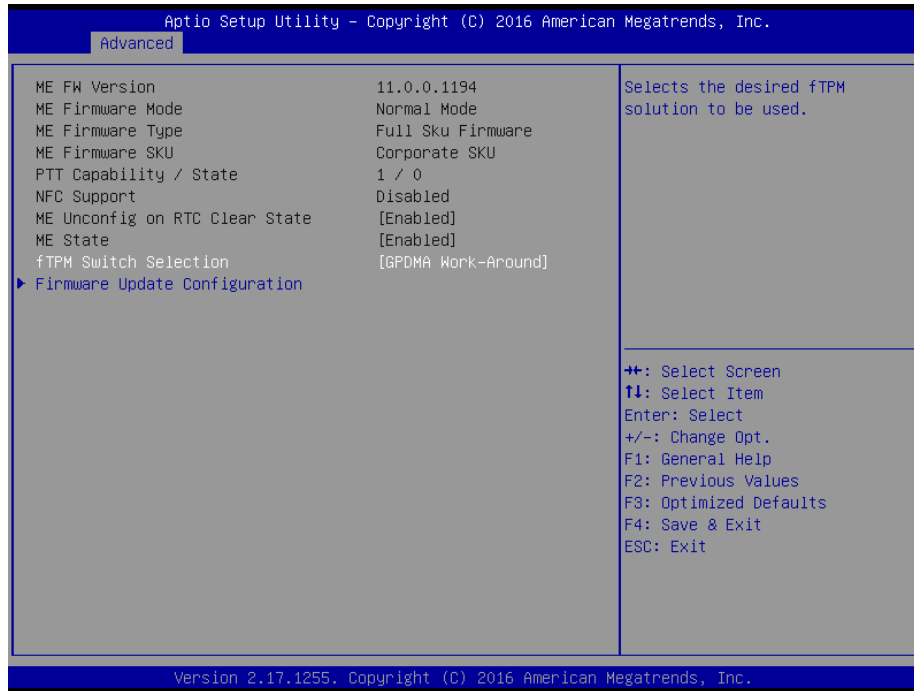 Aptio Setup Utility – Copyright (C) 2016 American Megatrends, Inc.
Advanced
ME FW Version 11.0.0.1194
ME Firmware Mode Normal Mode
ME Firmware Type Full Sku Firmware
ME Firmware SKU Corporate SKU
PTT Capability / State 1 / 0
NFC Support Disabled
ME Unconfig on RTC Clear State [Enabled]
ME State [Enabled]
fTPM Switch Selection [GPDMA Work-Around]
Firmware Update Configuration
Selects the desired fTPM
solution to be used.
→←: Select Screen
↑↓: Select Item
Enter: Select
+/-: Change Opt.
F1: General Help
F2: Previous Values
F3: Optimized Defaults
F4: Save & Exit
ESC: Exit
Version 2.17.1255. Copyright (C) 2016 American Megatrends, Inc.